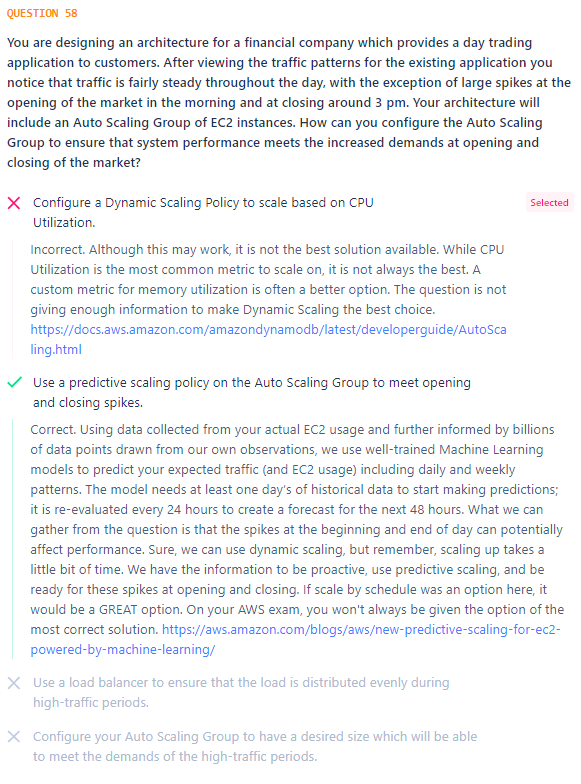 QUESTION 58
You are designing an architecture for a financial company which provides a day trading
application to customers. After viewing the traffic patterns for the existing application you
notice that traffic is fairly steady throughout the day, with the exception of large spikes at the
opening of the market in the morning and at closing around 3 pm. Your architecture will
include an Auto Scaling Group of EC2 instances. How can you configure the Auto Scaling
Group to ensure that system performance meets the increased demands at opening and
closing of the market?
Configure a Dynamic Scaling Policy to scale based on CPU
Utilization.
Selected
Incorrect. Although this may work, it is not the best solution available. While CPU
Utilization is the most common metric to scale on, it is not always the best. A
custom metric for memory utilization is often a better option. The question is not
giving enough information to make Dynamic Scaling the best choice.
https://docs.aws.amazon.com/amazondynamodb/latest/developerguide/AutoSca
ling.html
Use a predictive scaling policy on the Auto Scaling Group to meet opening
and closing spikes.
Correct. Using data collected from your actual EC2 usage and further informed by billions
of data points drawn from our own observations, we use well-trained Machine Learning
models to predict your expected traffic (and EC2 usage) including daily and weekly
patterns. The model needs at least one day's of historical data to start making predictions;
it is re-evaluated every 24 hours to create a forecast for the next 48 hours. What we can
gather from the question is that the spikes at the beginning and end of day can potentially
affect performance. Sure, we can use dynamic scaling, but remember, scaling up takes a
little bit of time. We have the information to be proactive, use predictive scaling, and be
ready for these spikes at opening and closing. If scale by schedule was an option here, it
would be a GREAT option. On your AWS exam, you won't always be given the option of the
most correct solution. https://aws.amazon.com/blogs/aws/new-predictive-scaling-for-ec2-
powered-by-machine-learning/
Use a load balancer to ensure that the load is distributed evenly during
high-traffic periods.
Configure your Auto Scaling Group to have a desired size which will be able
to meet the demands of the high-traffic periods.